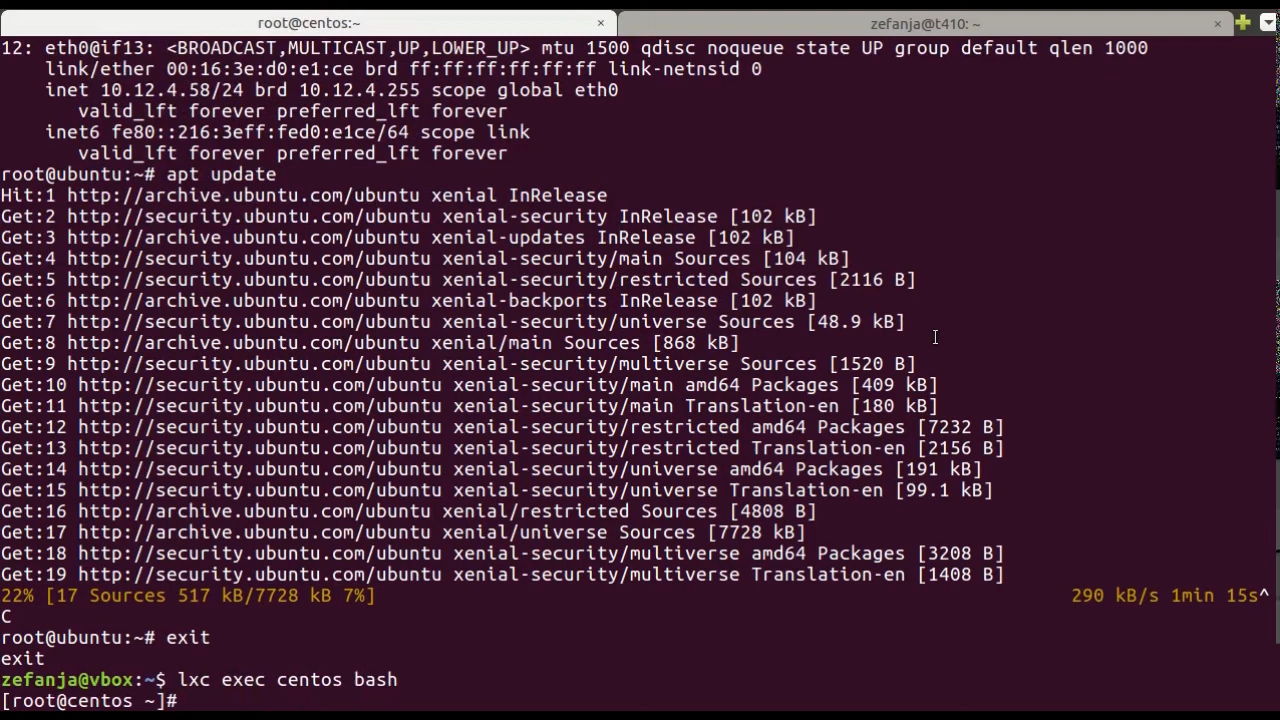 root@centos:~ × zefanja@t410: ~ ×
12: eth0@if13: <BROADCAST,MULTICAST,UP,LOWER_UP> mtu 1500 qdisc noqueue state UP group default qlen 1000
    link/ether 00:16:3e:d0:e1:ce brd ff:ff:ff:ff:ff:ff link-netnsid 0
    inet 10.12.4.58/24 brd 10.12.4.255 scope global eth0
       valid_lft forever preferred_lft forever
    inet6 fe80::216:3eff:fed0:e1ce/64 scope link
       valid_lft forever preferred_lft forever
root@ubuntu:~# apt update
Hit:1 http://archive.ubuntu.com/ubuntu xenial InRelease
Get:2 http://security.ubuntu.com/ubuntu xenial-security InRelease [102 kB]
Get:3 http://archive.ubuntu.com/ubuntu xenial-updates InRelease [102 kB]
Get:4 http://security.ubuntu.com/ubuntu xenial-security/main Sources [104 kB]
Get:5 http://security.ubuntu.com/ubuntu xenial-security/restricted Sources [2116 B]
Get:6 http://archive.ubuntu.com/ubuntu xenial-backports InRelease [102 kB]
Get:7 http://security.ubuntu.com/ubuntu xenial-security/universe Sources [48.9 kB]
Get:8 http://archive.ubuntu.com/ubuntu xenial/main Sources [868 kB]
Get:9 http://security.ubuntu.com/ubuntu xenial-security/multiverse Sources [1520 B]
Get:10 http://security.ubuntu.com/ubuntu xenial-security/main amd64 Packages [409 kB]
Get:11 http://security.ubuntu.com/ubuntu xenial-security/main Translation-en [180 kB]
Get:12 http://security.ubuntu.com/ubuntu xenial-security/restricted amd64 Packages [7232 B]
Get:13 http://security.ubuntu.com/ubuntu xenial-security/restricted Translation-en [2156 B]
Get:14 http://security.ubuntu.com/ubuntu xenial-security/universe amd64 Packages [191 kB]
Get:15 http://security.ubuntu.com/ubuntu xenial-security/universe Translation-en [99.1 kB]
Get:16 http://archive.ubuntu.com/ubuntu xenial/restricted Sources [4808 B]
Get:17 http://archive.ubuntu.com/ubuntu xenial/universe Sources [7728 kB]
Get:18 http://security.ubuntu.com/ubuntu xenial-security/multiverse amd64 Packages [3208 B]
Get:19 http://security.ubuntu.com/ubuntu xenial-security/multiverse Translation-en [1408 B]
22% [17 Sources 517 kB/7728 kB 7%] 290 kB/s 1min 15s^
C
root@ubuntu:~# exit
exit
zefanja@vbox:~$ lxc exec centos bash
[root@centos ~]#